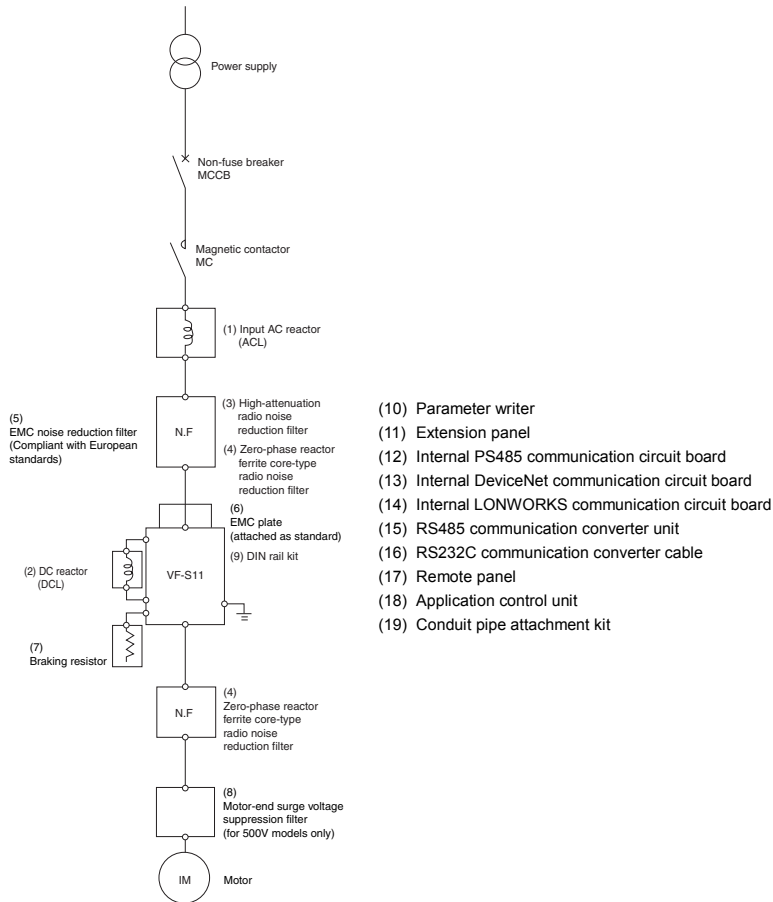 Power supply
Non-fuse breaker
MCCB
Magnetic contactor
MC
(1) Input AC reactor
(ACL)
(5)
EMC noise reduction filter
(Compliant with European
standards)
N.F
(3) High-attenuation
radio noise
reduction filter
(4) Zero-phase reactor
ferrite core-type
radio noise
reduction filter
(6)
EMC plate
(attached as standard)
(9) DIN rail kit
(2) DC reactor
(DCL)
VF-S11
(7)
Braking resistor
N.F
(4)
Zero-phase reactor
ferrite core-type
radio noise
reduction filter
(8)
Motor-end surge voltage
suppression filter
(for 500V models only)
IM
Motor
(10) Parameter writer
(11) Extension panel
(12) Internal PS485 communication circuit board
(13) Internal DeviceNet communication circuit board
(14) Internal LONWORKS communication circuit board
(15) RS485 communication converter unit
(16) RS232C communication converter cable
(17) Remote panel
(18) Application control unit
(19) Conduit pipe attachment kit